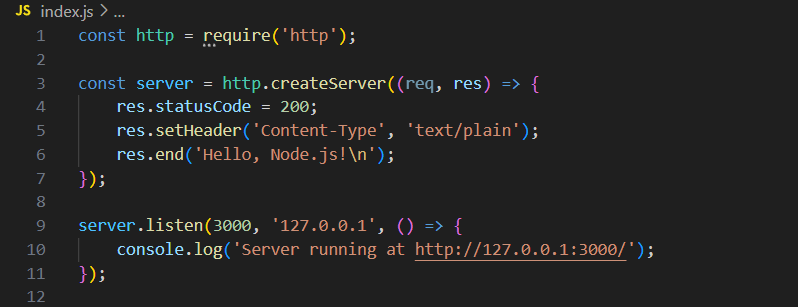 JS index.js > ...
1 const http = require('http');
2
3 const server = http.createServer((req, res) => {
4     res.statusCode = 200;
5     res.setHeader('Content-Type', 'text/plain');
6     res.end('Hello, Node.js!\n');
7 });
8
9 server.listen(3000, '127.0.0.1', () => {
10     console.log('Server running at http://127.0.0.1:3000/');
11 });
12